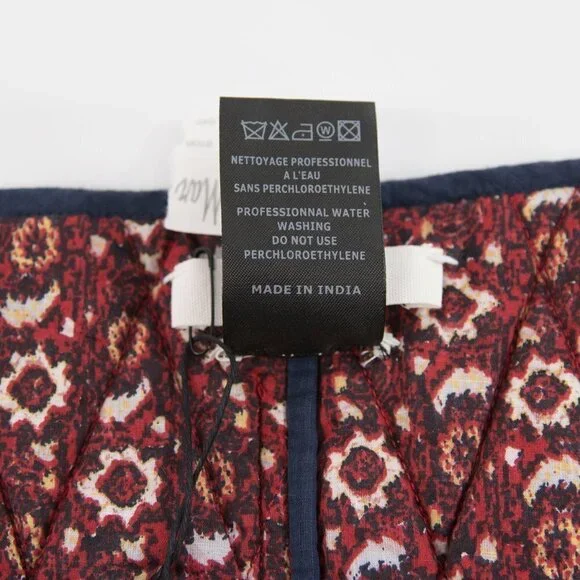 W
NETTOYAGE PROFESSIONNEL
A L'EAU
SANS PERCHLOROETHYLENE
PROFESSIONNAL WATER
WASHING
DO NOT USE
PERCHLOROETHYLENE
MADE IN INDIA